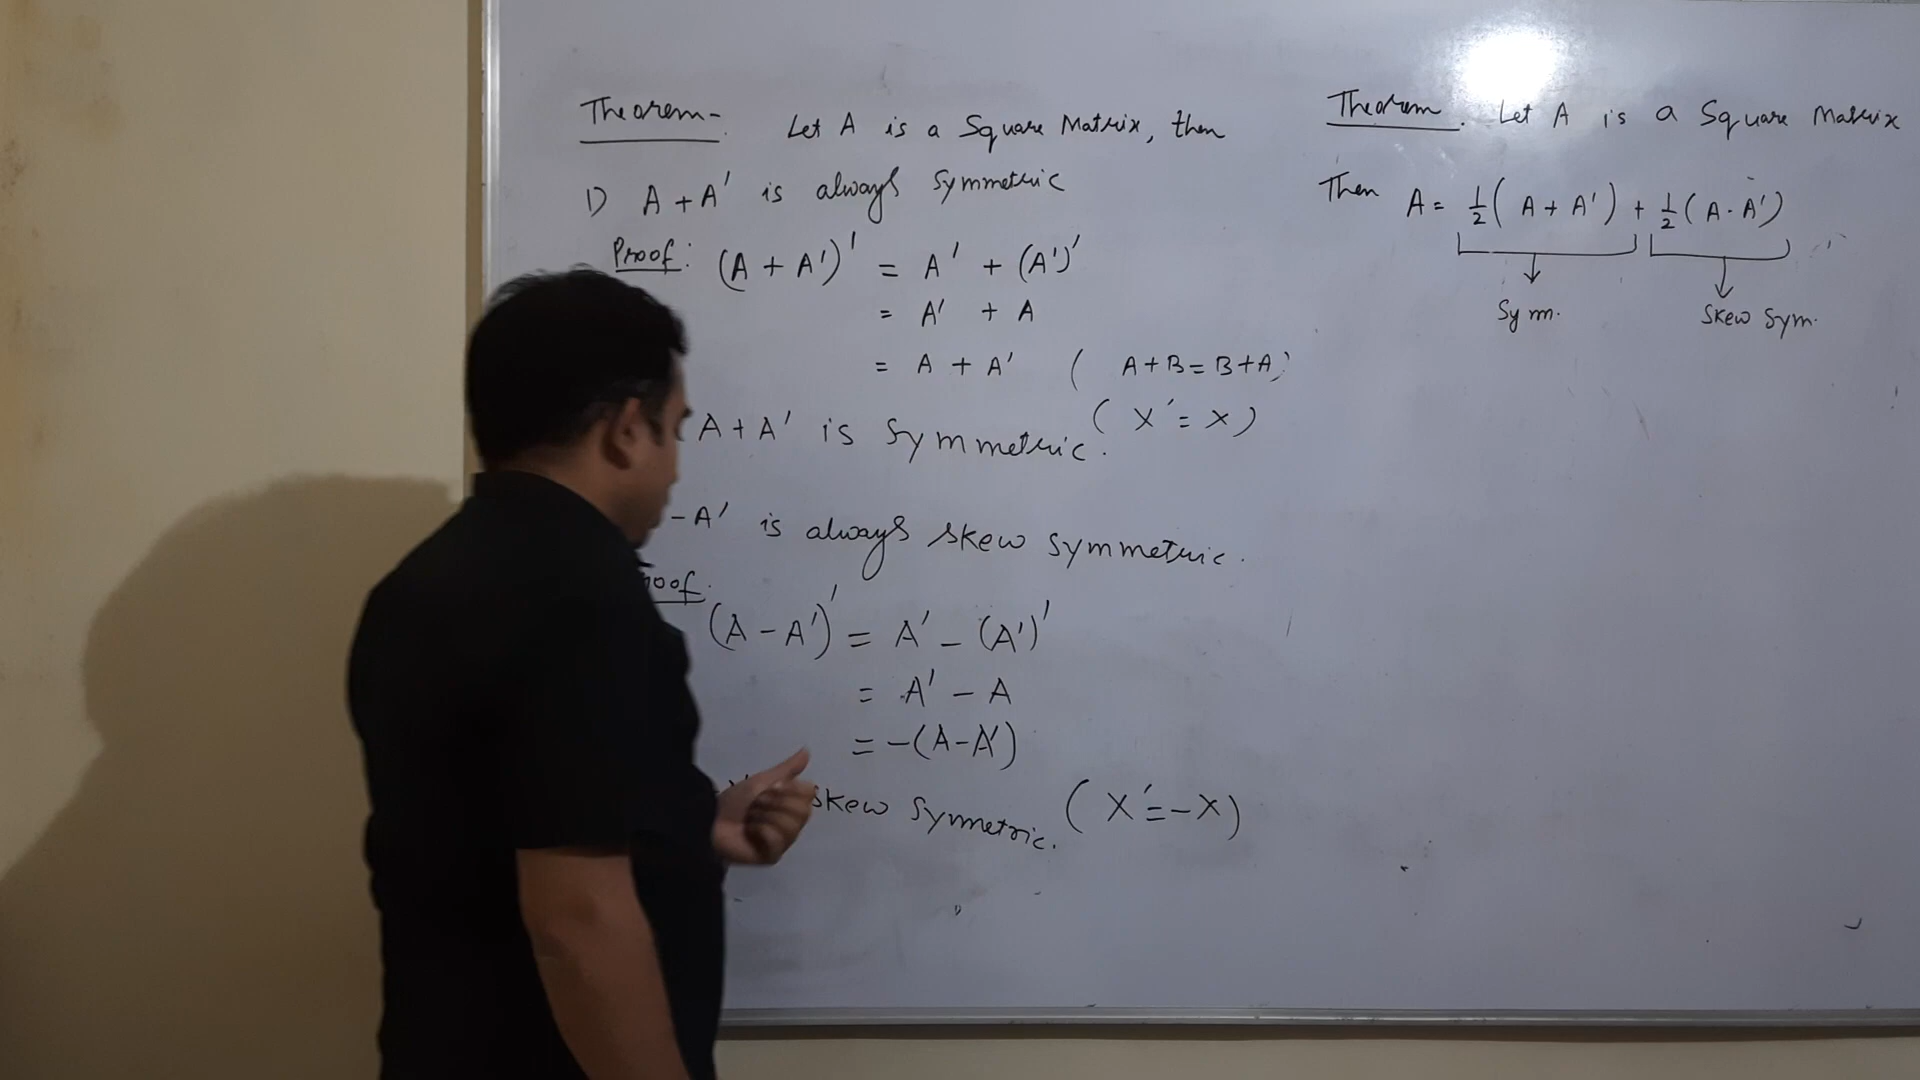 Theorem- Let A is a Square Matrix, then
1) A + A' is always symmetric
Proof: (A + A')' = A' + (A')'
= A' + A
= A + A' ( A+B = B+A )
A + A' is Symmetric. ( X' = X )
- A' is always skew symmetric.
(A - A')' = A' - (A')'
= A' - A
= -(A-A')
skew Symmetric. ( X' = -X )
Theorem. Let A is a Square Matrix
Then A = 1/2 ( A + A' ) + 1/2 ( A - A' )
Sym. Skew Sym.